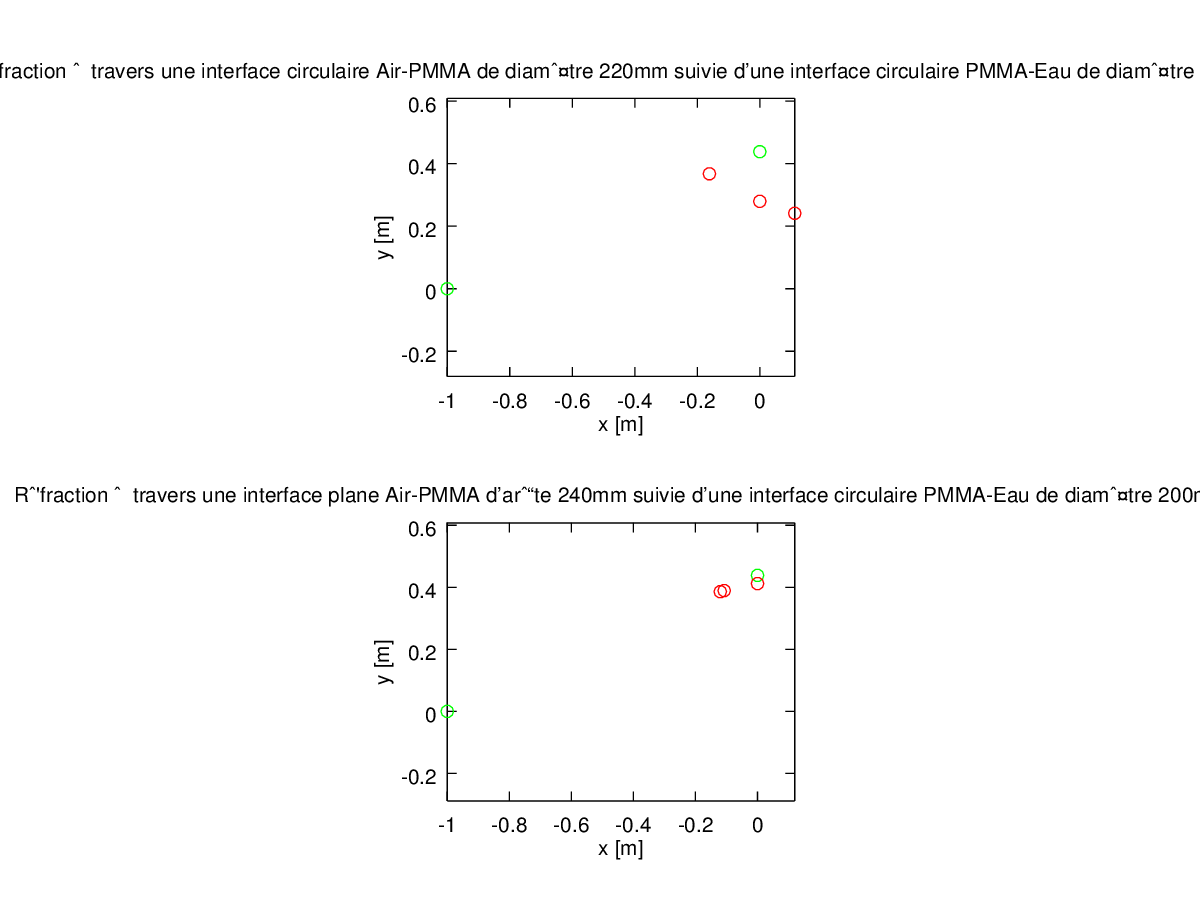 fraction ˆ  travers une interface circulaire Air-PMMA de diamˆ¤tre 220mm suivie d'une interface circulaire PMMA-Eau de diamˆ¤tre
0.6
0.4
0.2
0
-0.2
y [m]
-1 -0.8 -0.6 -0.4 -0.2 0
x [m]
Rˆ'fraction ˆ  travers une interface plane Air-PMMA d'arˆ“te 240mm suivie d'une interface circulaire PMMA-Eau de diamˆ¤tre 200m
0.6
0.4
0.2
0
-0.2
y [m]
-1 -0.8 -0.6 -0.4 -0.2 0
x [m]